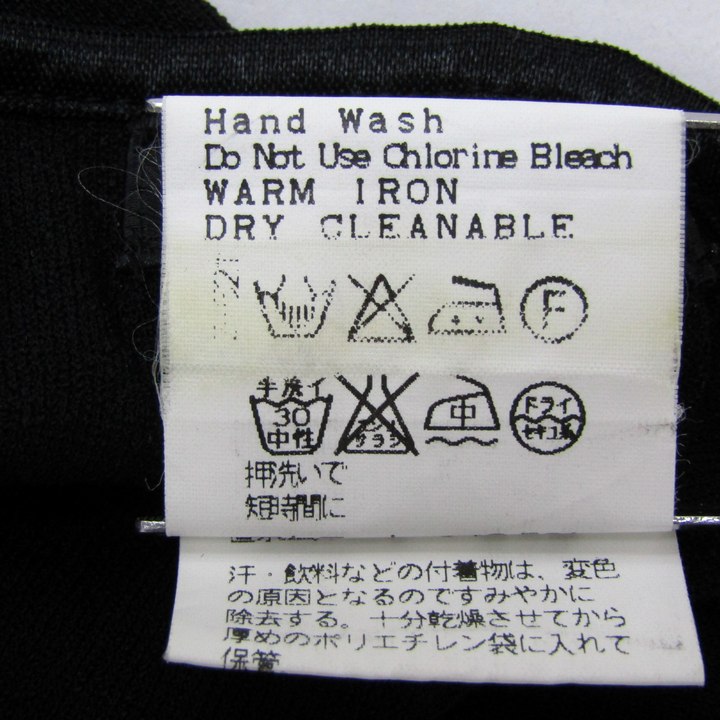 Hand Wash
Do Not Use Chlorine Bleach
WARM IRON
DRY CLEANABLE
F
手洗イ
30
中性
中
ドライ
セキユ系
押洗いで
短時間に
汗・飲料などの付着物は、変色
の原因となるのですみやかに
除去する。十分乾燥させてから
厚めのポリエチレン袋に入れて
保管